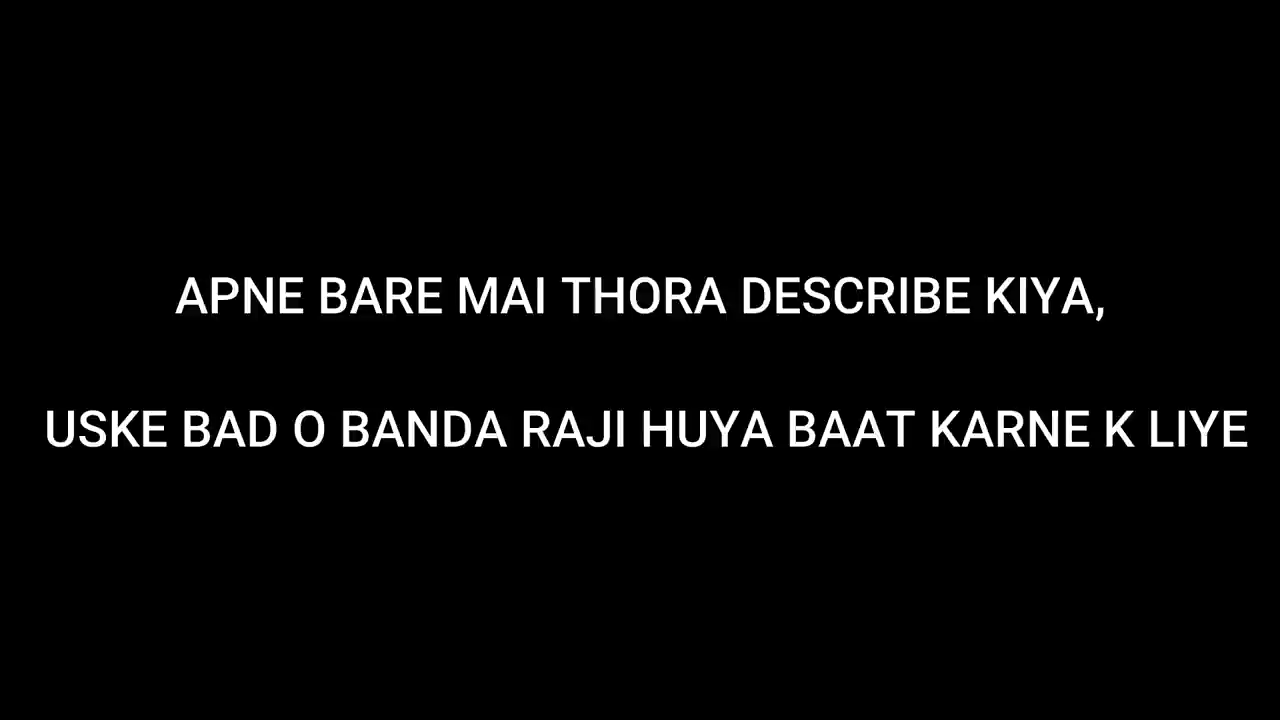 APNE BARE MAI THORA DESCRIBE KIYA,
USKE BAD O BANDA RAJI HUYA BAAT KARNE K LIYE